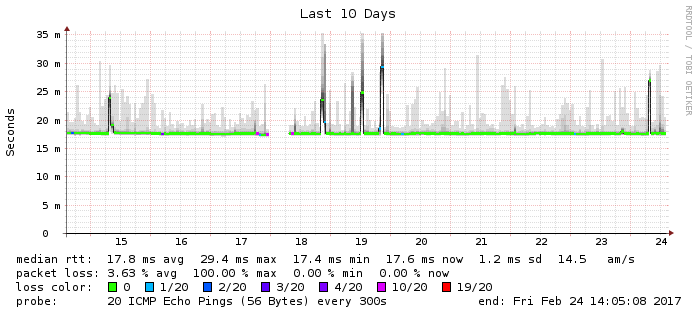 Last 10 Days
RRDTOOL / TOBI OETIKER
Seconds
35 m
30 m
25 m
20 m
15 m
10 m
5 m
0
15 16 17 18 19 20 21 22 23 24
median rtt: 17.8 ms avg 29.4 ms max 17.4 ms min 17.6 ms now 1.2 ms sd 14.5 am/s
packet loss: 3.63 % avg 100.00 % max 0.00 % min 0.00 % now
loss color: 0 1/20 2/20 3/20 4/20 10/20 19/20
probe: 20 ICMP Echo Pings (56 Bytes) every 300s end: Fri Feb 24 14:05:08 2017